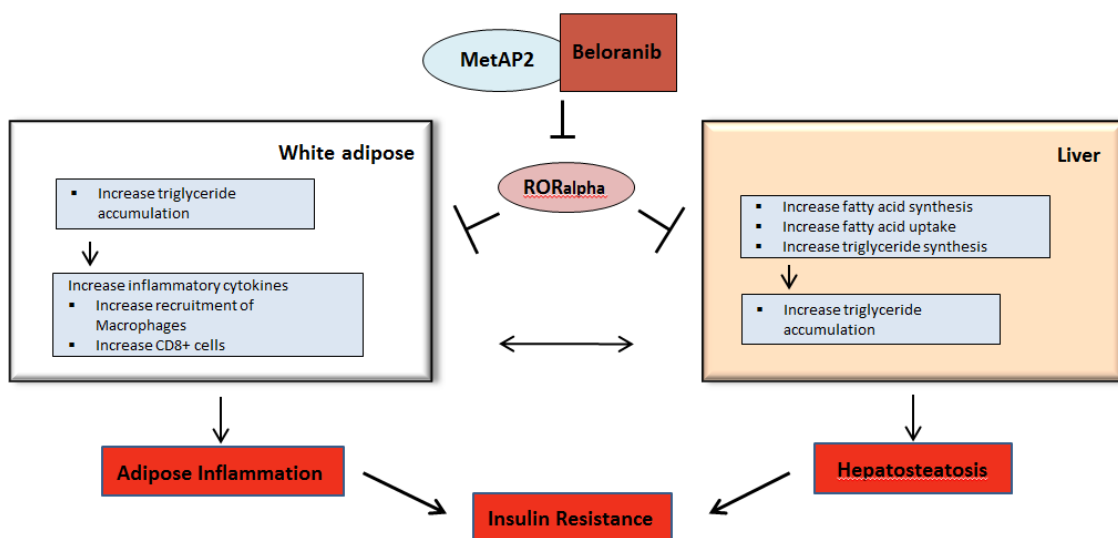 MetAP2
Beloranib
White adipose
▪ Increase triglyceride
accumulation
Increase inflammatory cytokines
▪ Increase recruitment of
Macrophages
▪ Increase CD8+ cells
RORalpha
Liver
▪ Increase fatty acid synthesis
▪ Increase fatty acid uptake
▪ Increase triglyceride synthesis
▪ Increase triglyceride
accumulation
Adipose Inflammation
Hepatosteatosis
Insulin Resistance